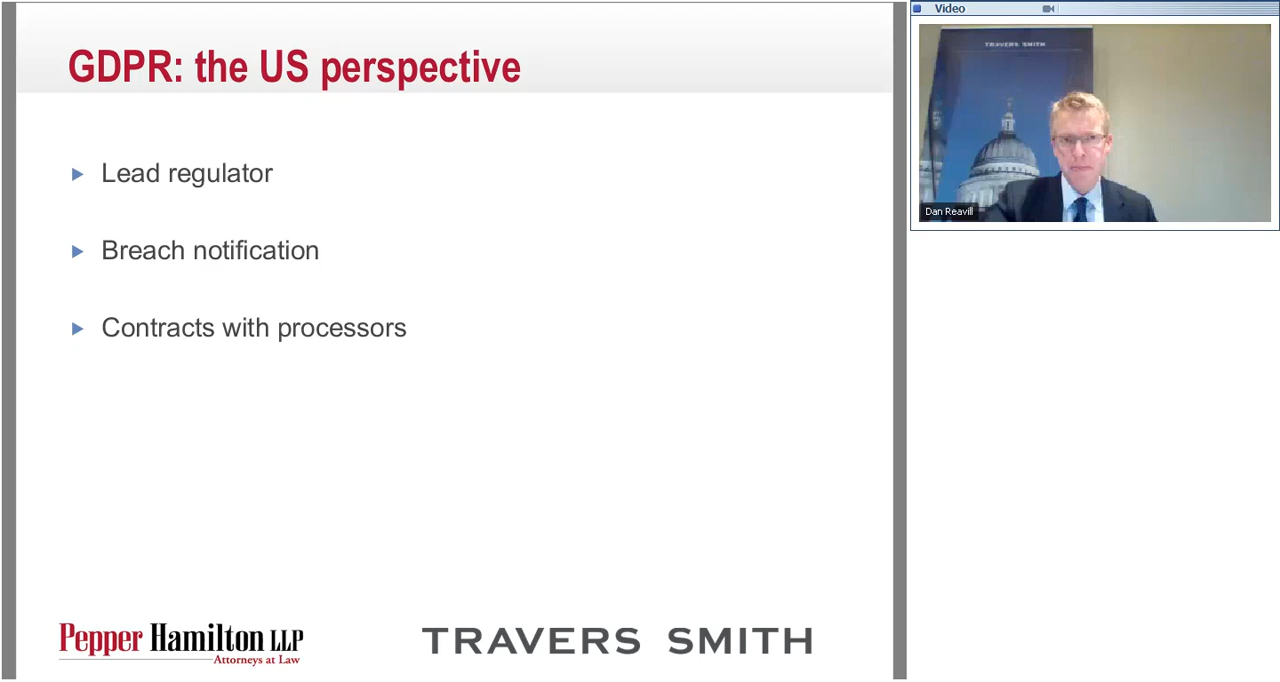 GDPR: the US perspective
Lead regulator
Breach notification
Contracts with processors
Pepper Hamilton LLP
Attorneys at Law
TRAVERS SMITH
Video
TRAVERS SMITH
Dan Reavill